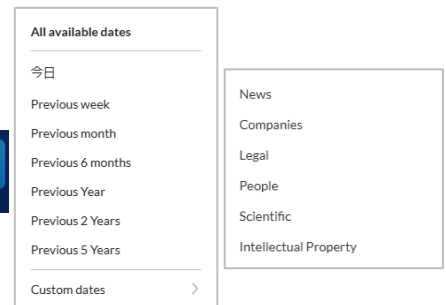 All available dates
今日
Previous week
Previous month
Previous 6 months
Previous Year
Previous 2 Years
Previous 5 Years
Custom dates
News
Companies
Legal
People
Scientific
Intellectual Property